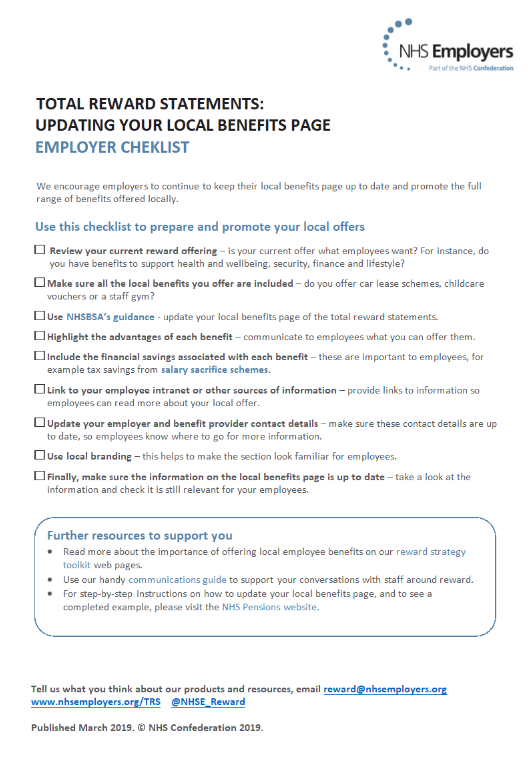 NHS Employers
Part of the NHS Confederation
TOTAL REWARD STATEMENTS:
UPDATING YOUR LOCAL BENEFITS PAGE
EMPLOYER CHEKLIST
We encourage employers to continue to keep their local benefits page up to date and promote the full
range of benefits offered locally.
Use this checklist to prepare and promote your local offers
Review your current reward offering – is your current offer what employees want? For instance, do
you have benefits to support health and wellbeing, security, finance and lifestyle?
Make sure all the local benefits you offer are included – do you offer car lease schemes, childcare
vouchers or a staff gym?
Use NHSBSA's guidance - update your local benefits page of the total reward statements.
Highlight the advantages of each benefit – communicate to employees what you can offer them.
Include the financial savings associated with each benefit – these are important to employees, for
example tax savings from salary sacrifice schemes.
Link to your employee intranet or other sources of information – provide links to information so
employees can read more about your local offer.
Update your employer and benefit provider contact details – make sure these contact details are up
to date, so employees know where to go for more information.
Use local branding – this helps to make the section look familiar for employees.
Finally, make sure the information on the local benefits page is up to date – take a look at the
information and check it is still relevant for your employees.
Further resources to support you
• Read more about the importance of offering local employee benefits on our reward strategy
toolkit web pages.
• Use our handy communications guide to support your conversations with staff around reward.
• For step-by-step instructions on how to update your local benefits page, and to see a
completed example, please visit the NHS Pensions website.
Tell us what you think about our products and resources, email reward@nhsemployers.org
www.nhsemployers.org/TRS @NHSE_Reward
Published March 2019. © NHS Confederation 2019.